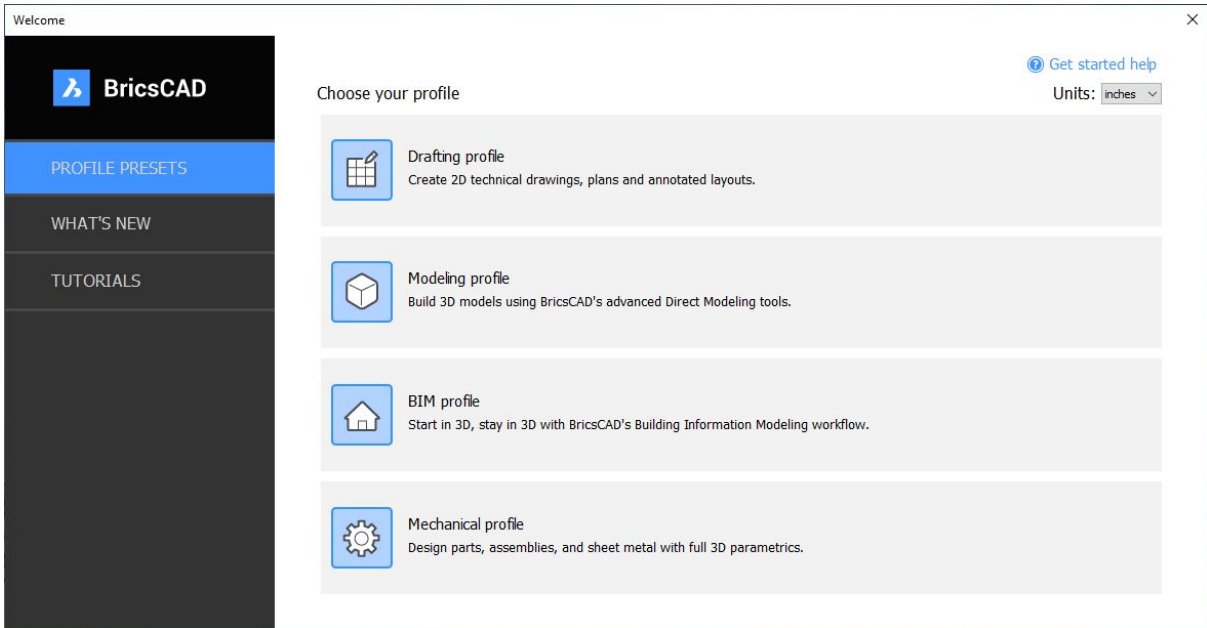 Welcome
BricsCAD
PROFILE PRESETS
WHAT'S NEW
TUTORIALS
Get started help
Choose your profile
Units: inches
Drafting profile
Create 2D technical drawings, plans and annotated layouts.
Modeling profile
Build 3D models using BricsCAD's advanced Direct Modeling tools.
BIM profile
Start in 3D, stay in 3D with BricsCAD's Building Information Modeling workflow.
Mechanical profile
Design parts, assemblies, and sheet metal with full 3D parametrics.